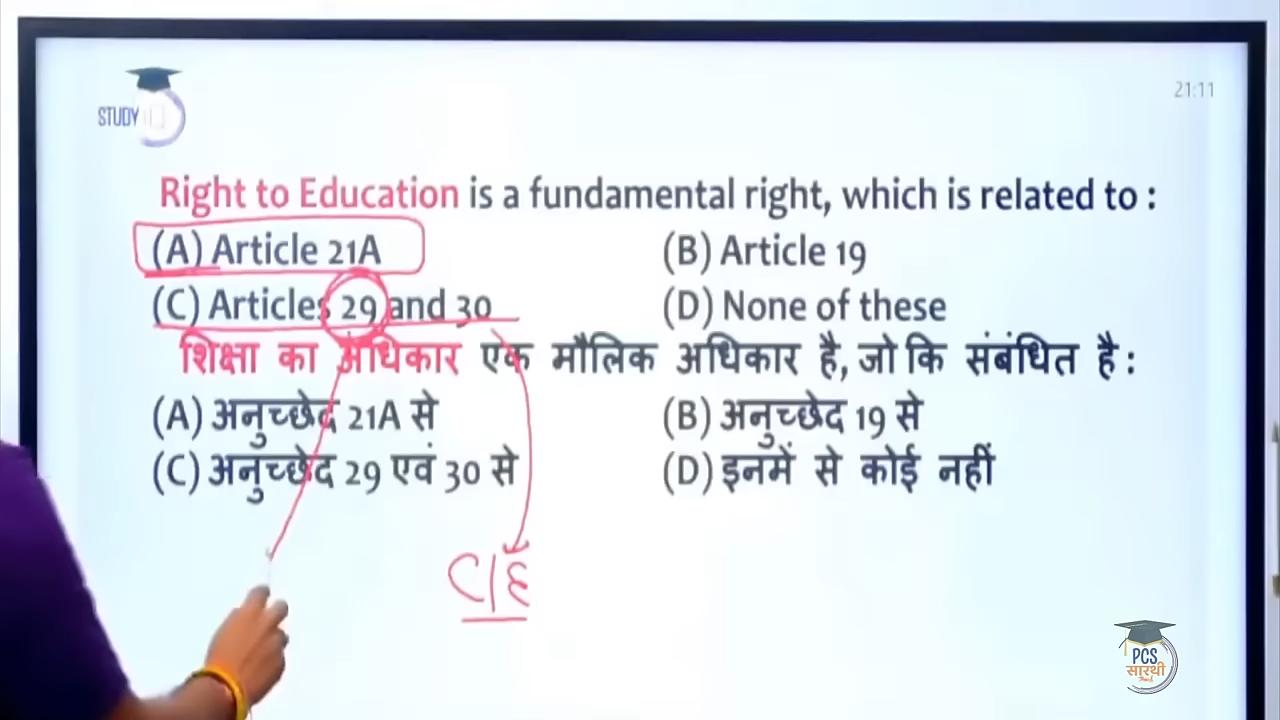 STUDY
21:11
Right to Education is a fundamental right, which is related to :
(A) Article 21A (B) Article 19
(C) Articles 29 and 30 (D) None of these
शिक्षा का अधिकार एक मौलिक अधिकार है, जो कि संबंधित है :
(A) अनुच्छेद 21A से (B) अनुच्छेद 19 से
(C) अनुच्छेद 29 एवं 30 से (D) इनमें से कोई नहीं
PCS
सारथी